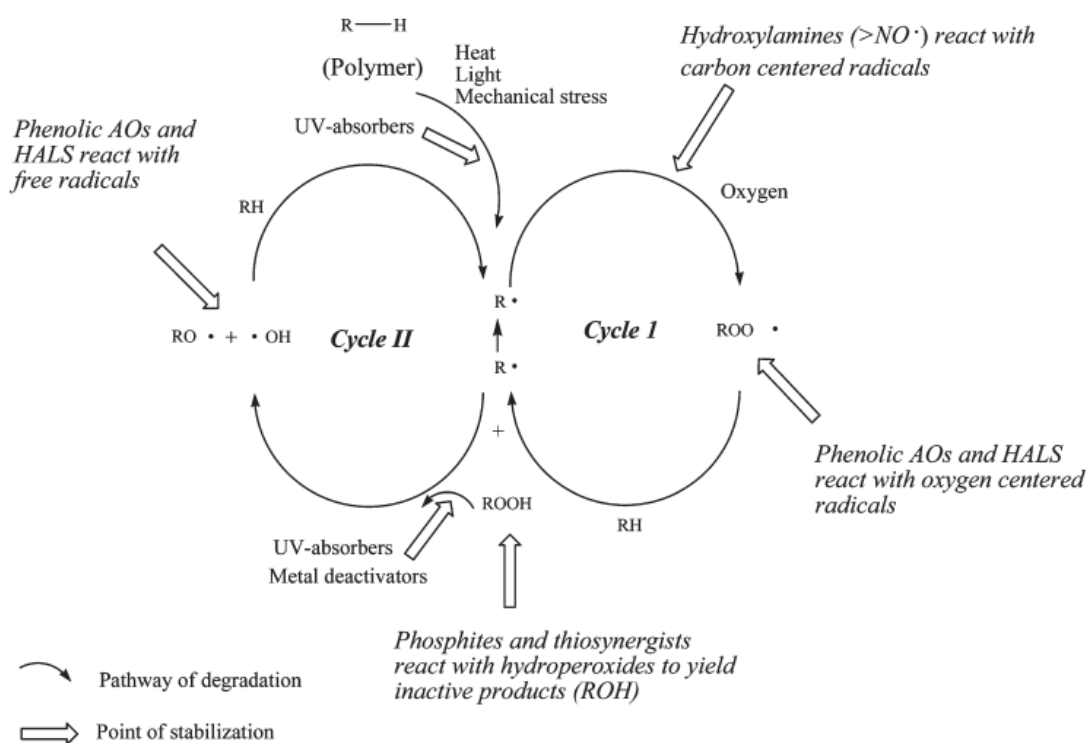 R—H
(Polymer)
Heat
Light
Mechanical stress
UV-absorbers
Hydroxylamines (>NO·) react with
carbon centered radicals
Phenolic AOs and
HALS react with
free radicals
RH
Oxygen
R •
RO • + • OH
Cycle II
Cycle 1
ROO •
R •
+
ROOH
RH
Phenolic AOs and HALS
react with oxygen centered
radicals
UV-absorbers
Metal deactivators
Phosphites and thiosynergists
react with hydroperoxides to yield
inactive products (ROH)
Pathway of degradation
Point of stabilization